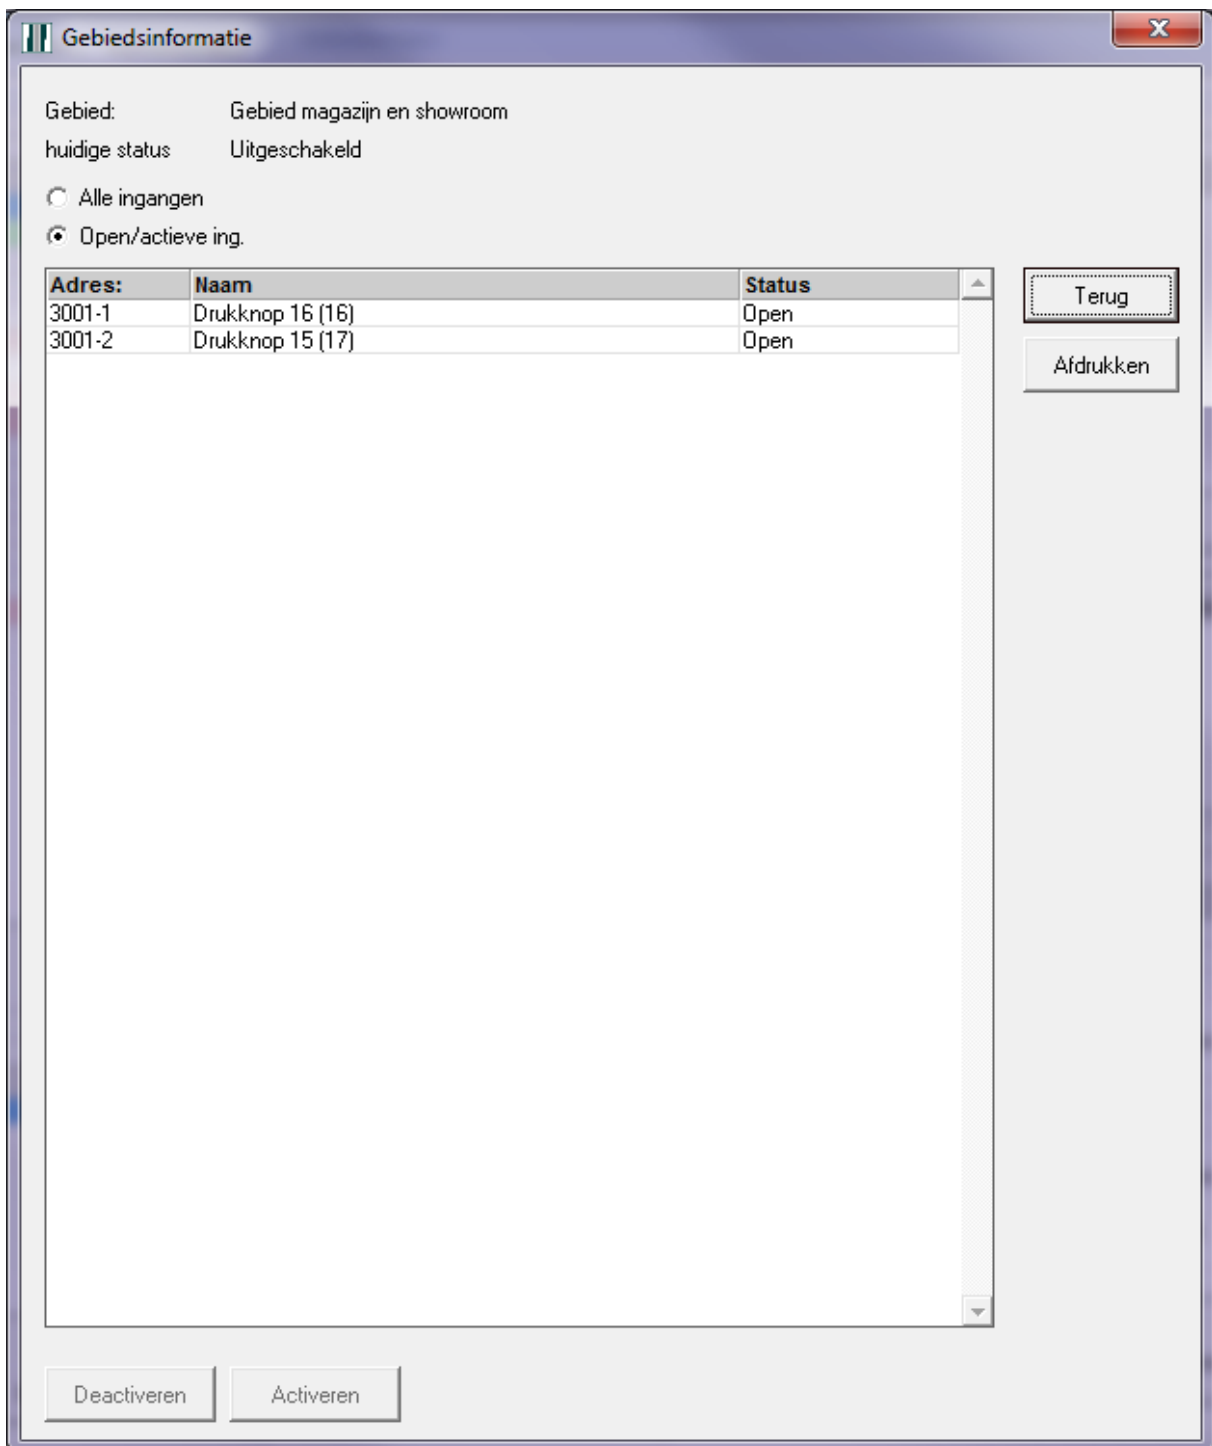 Gebiedsinformatie
Gebied: Gebied magazijn en showroom
huidige status Uitgeschakeld
Alle ingangen
Open/actieve ing.
Adres: Naam Status
3001-1 Drukknop 16 (16) Open
3001-2 Drukknop 15 (17) Open
Terug
Afdrukken
Deactiveren Activeren